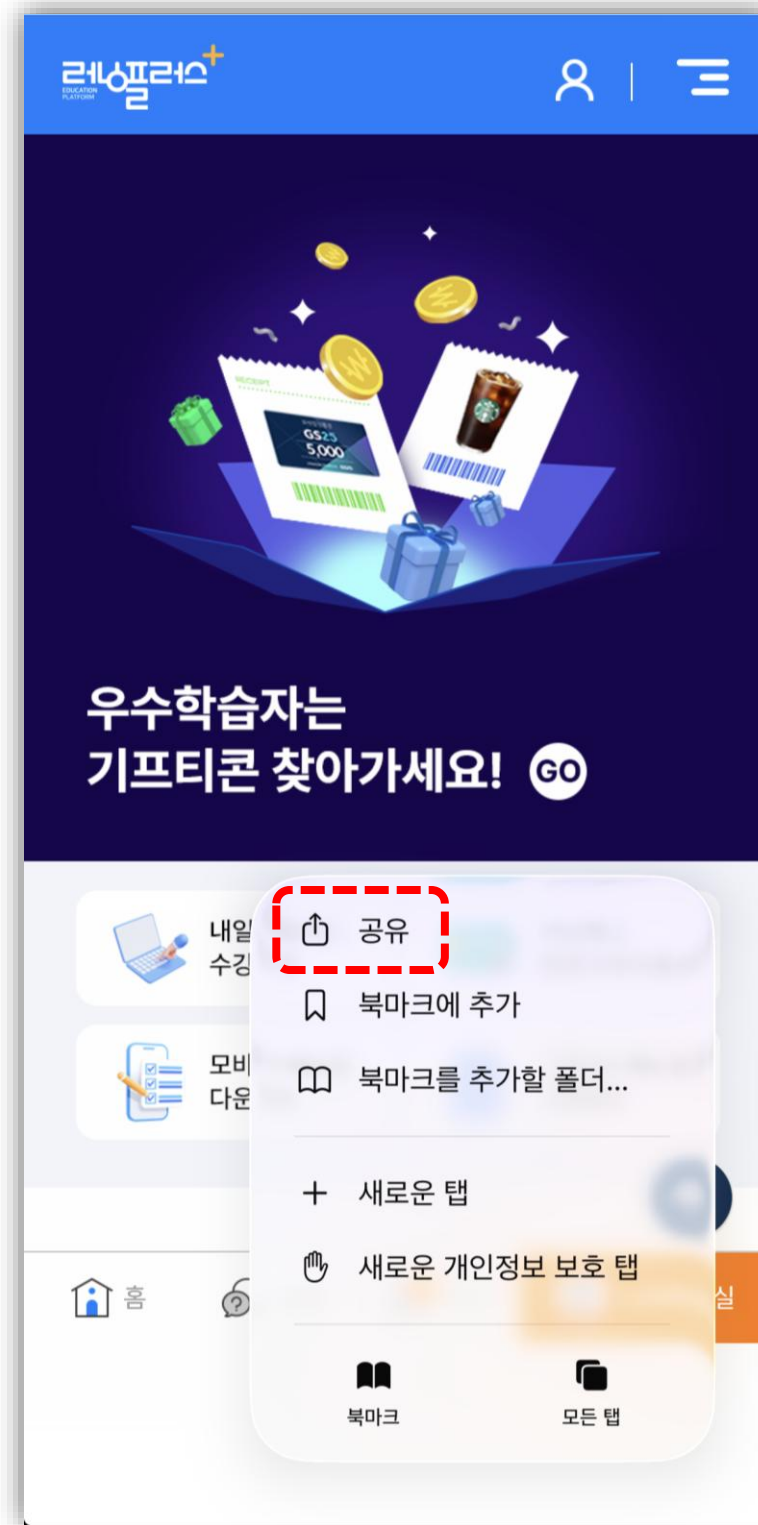 러닝플러스+
EDUCATION
PLATFORM
RECEIPT
GS25
5,000
우수학습자는
기프티콘 찾아가세요! GO
내일
수강
모바
다운
공유
북마크에 추가
북마크를 추가할 폴더...
새로운 탭
새로운 개인정보 보호 탭
홈
실
북마크
모든 탭